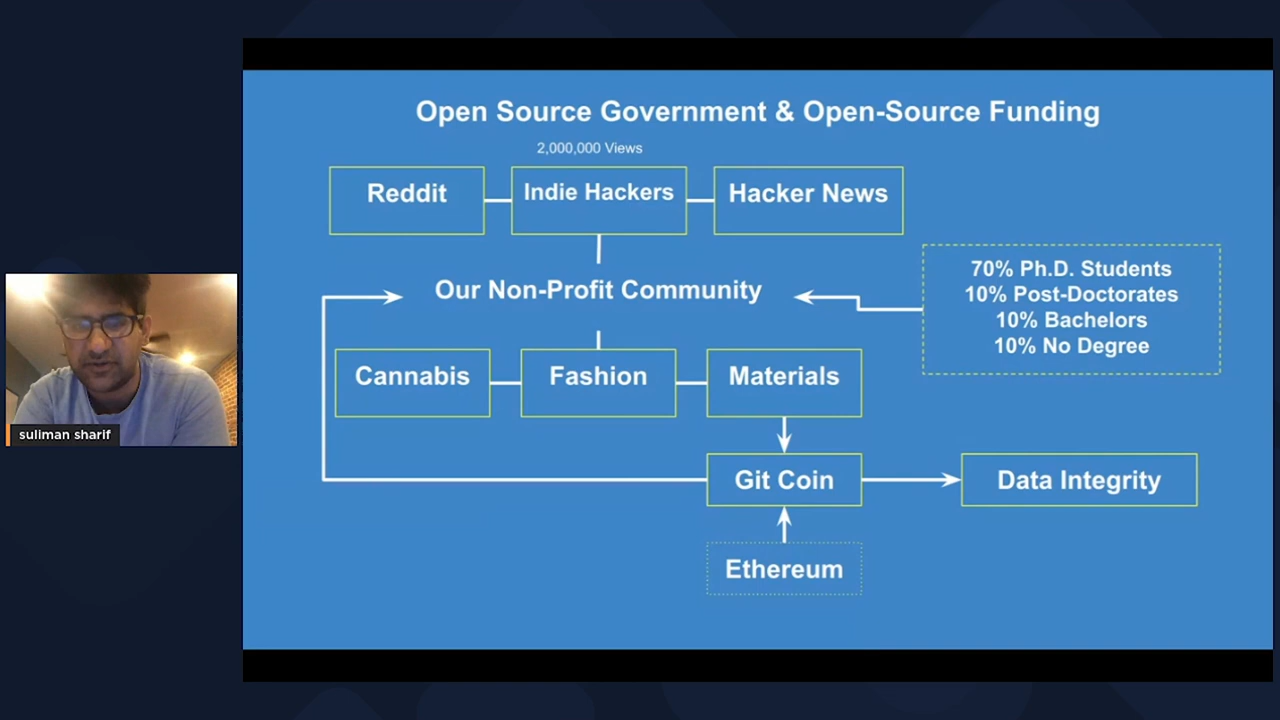 Open Source Government & Open-Source Funding
2,000,000 Views
Reddit
Indie Hackers
Hacker News
Our Non-Profit Community
70% Ph.D. Students
10% Post-Doctorates
10% Bachelors
10% No Degree
Cannabis
Fashion
Materials
Git Coin
Data Integrity
Ethereum
suliman sharif